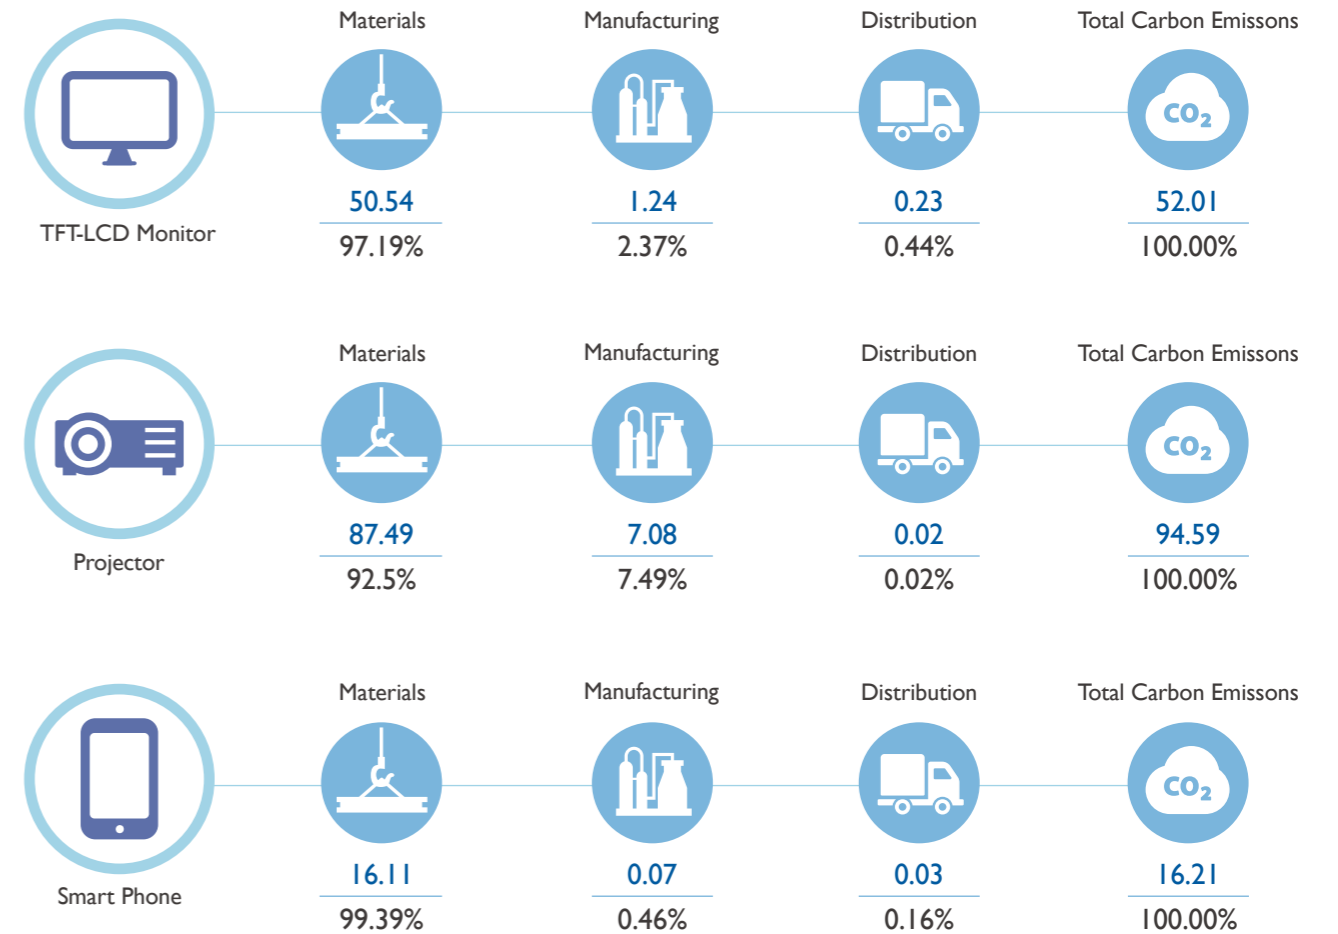 Materials Manufacturing Distribution Total Carbon Emissons
CO2
50.54 1.24 0.23 52.01
TFT-LCD Monitor
97.19% 2.37% 0.44% 100.00%
Materials Manufacturing Distribution Total Carbon Emissons
CO2
87.49 7.08 0.02 94.59
Projector
92.5% 7.49% 0.02% 100.00%
Materials Manufacturing Distribution Total Carbon Emissons
CO2
16.11 0.07 0.03 16.21
Smart Phone
99.39% 0.46% 0.16% 100.00%